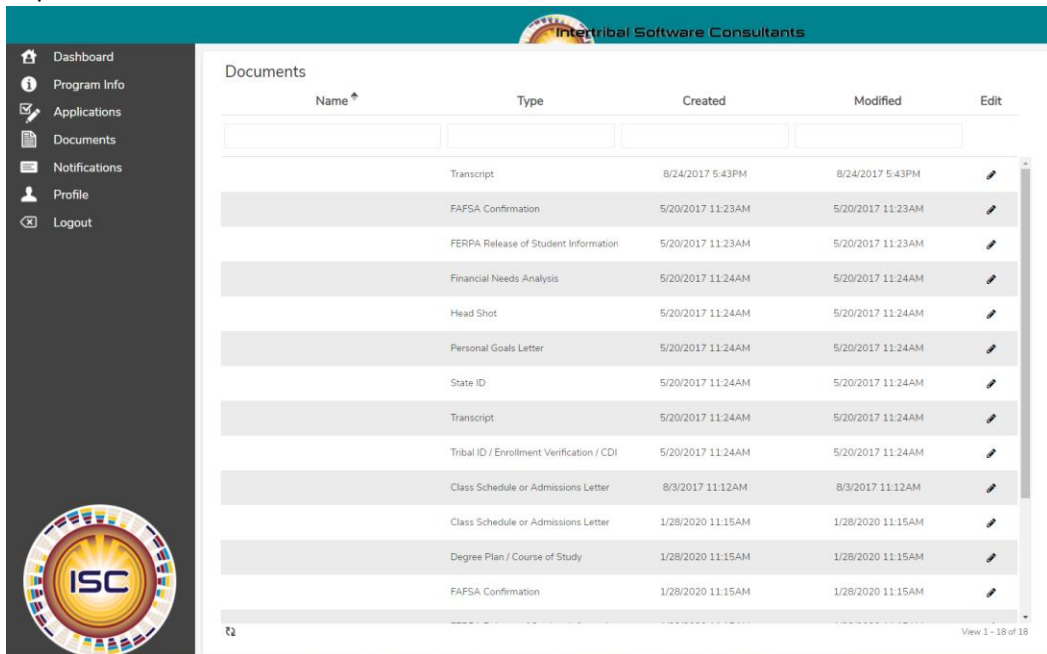 Intertribal Software Consultants
Dashboard
Program Info
Applications
Documents
Notifications
Profile
Logout
ISC
Documents
Name Type Created Modified Edit
Transcript 8/24/2017 5:43PM 8/24/2017 5:43PM
FAFSA Confirmation 5/20/2017 11:23AM 5/20/2017 11:23AM
FERPA Release of Student Information 5/20/2017 11:23AM 5/20/2017 11:23AM
Financial Needs Analysis 5/20/2017 11:24AM 5/20/2017 11:24AM
Head Shot 5/20/2017 11:24AM 5/20/2017 11:24AM
Personal Goals Letter 5/20/2017 11:24AM 5/20/2017 11:24AM
State ID 5/20/2017 11:24AM 5/20/2017 11:24AM
Transcript 5/20/2017 11:24AM 5/20/2017 11:24AM
Tribal ID / Enrollment Verification / CDI 5/20/2017 11:24AM 5/20/2017 11:24AM
Class Schedule or Admissions Letter 8/3/2017 11:12AM 8/3/2017 11:12AM
Class Schedule or Admissions Letter 1/28/2020 11:15AM 1/28/2020 11:15AM
Degree Plan / Course of Study 1/28/2020 11:15AM 1/28/2020 11:15AM
FAFSA Confirmation 1/28/2020 11:15AM 1/28/2020 11:15AM
View 1 - 18 of 18